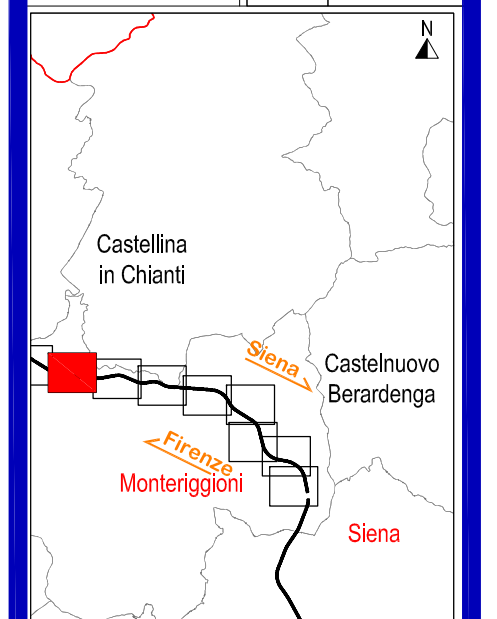 N
Castellina
in Chianti
Siena
Castelnuovo
Berardenga
Firenze
Monteriggioni
Siena